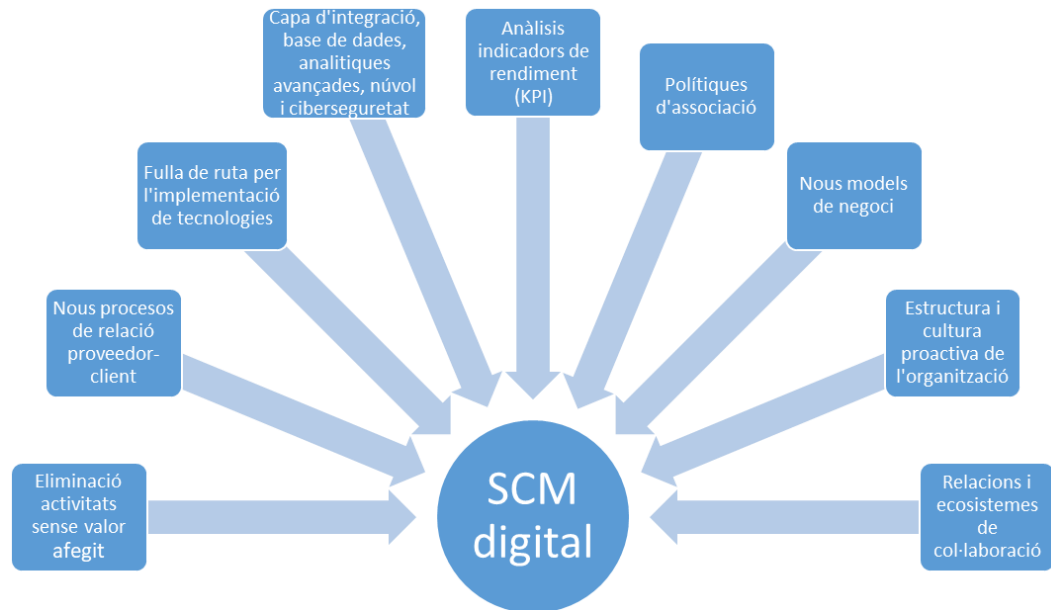 Capa d'integració,
base de dades,
analitiques
avançades, núvol
i ciberseguretat
Anàlisis
indicadors de
rendiment
(KPI)
Polítiques
d'associació
Fulla de ruta per
l'implementació
de tecnologies
Nous models
de negoci
Nous procesos
de relació
proveedor-
client
Estructura i
cultura
proactiva de
l'organització
Eliminació
activitats
sense valor
afegit
SCM
digital
Relacions i
ecosistemes
de
col·laboració